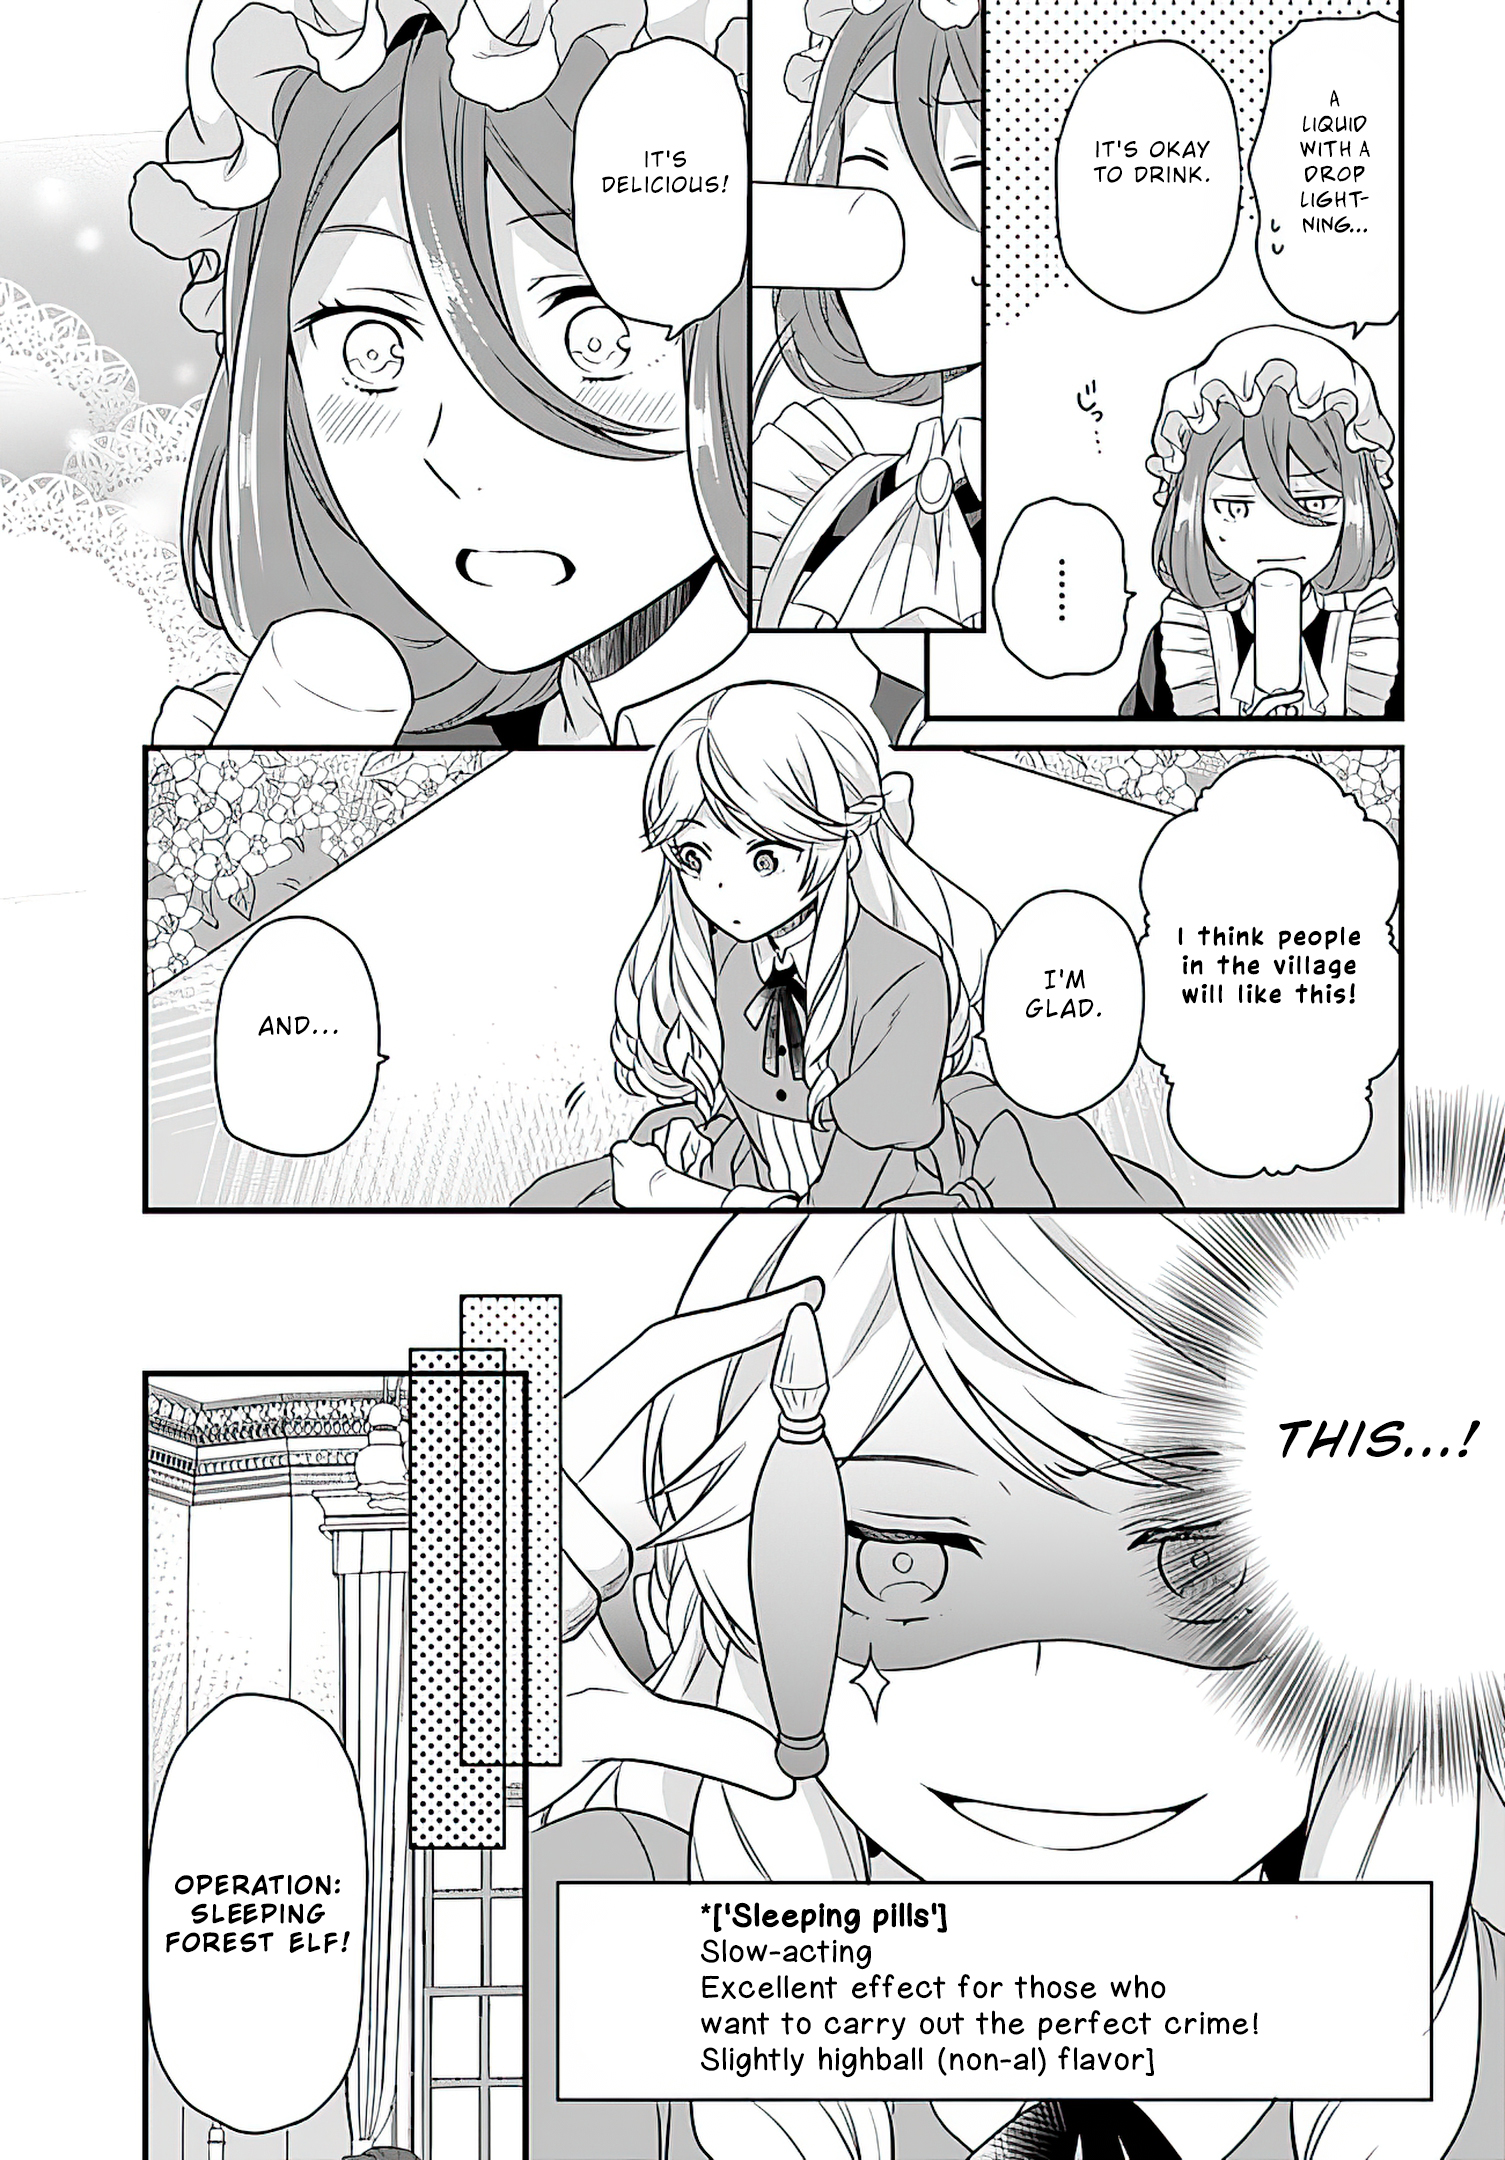 A
LIQUID
WITH A
DROP
LIGHT-
NING...
IT'S OKAY
TO DRINK.
じっ…
......
IT'S
DELICIOUS!
I think people
in the village
will like this!
I'M
GLAD.
AND...
THIS...!
*['Sleeping pills']
Slow-acting
Excellent effect for those who
want to carry out the perfect crime!
Slightly highball (non-al) flavor]
OPERATION:
SLEEPING
FOREST ELF!